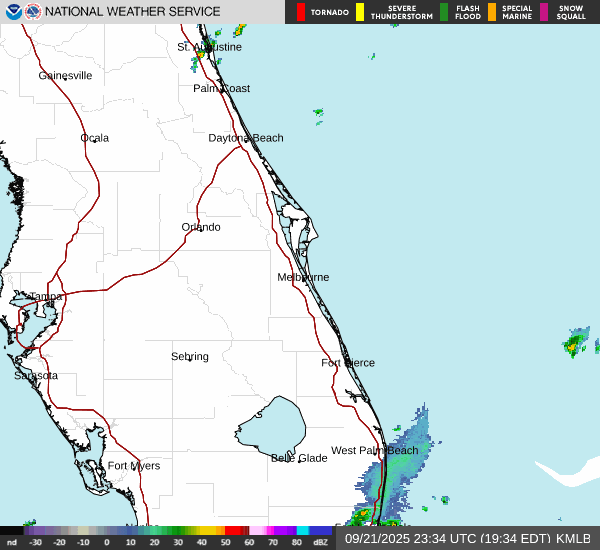 NATIONAL WEATHER SERVICE
TORNADO
SEVERE
THUNDERSTORM
FLASH
FLOOD
SPECIAL
MARINE
SNOW
SQUALL
St. Augustine
Gainesville
Palm Coast
Ocala
Daytona Beach
Orlando
Melbourne
Tampa
Sebring
Fort Pierce
Sarasota
West Palm Beach
Belle Glade
Fort Myers
nd -30 -20 -10 0 10 20 30 40 50 60 70 80 dBZ
09/21/2025 23:34 UTC (19:34 EDT) KMLB